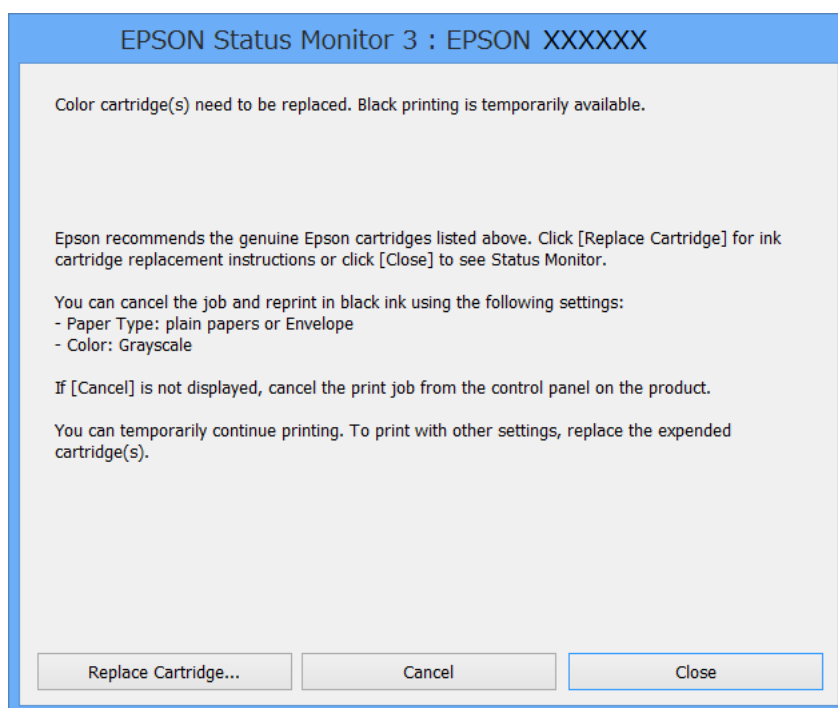 EPSON Status Monitor 3 : EPSON XXXXXX
Color cartridge(s) need to be replaced. Black printing is temporarily available.
Epson recommends the genuine Epson cartridges listed above. Click [Replace Cartridge] for ink
cartridge replacement instructions or click [Close] to see Status Monitor.
You can cancel the job and reprint in black ink using the following settings:
- Paper Type: plain papers or Envelope
- Color: Grayscale
If [Cancel] is not displayed, cancel the print job from the control panel on the product.
You can temporarily continue printing. To print with other settings, replace the expended
cartridge(s).
Replace Cartridge... Cancel Close